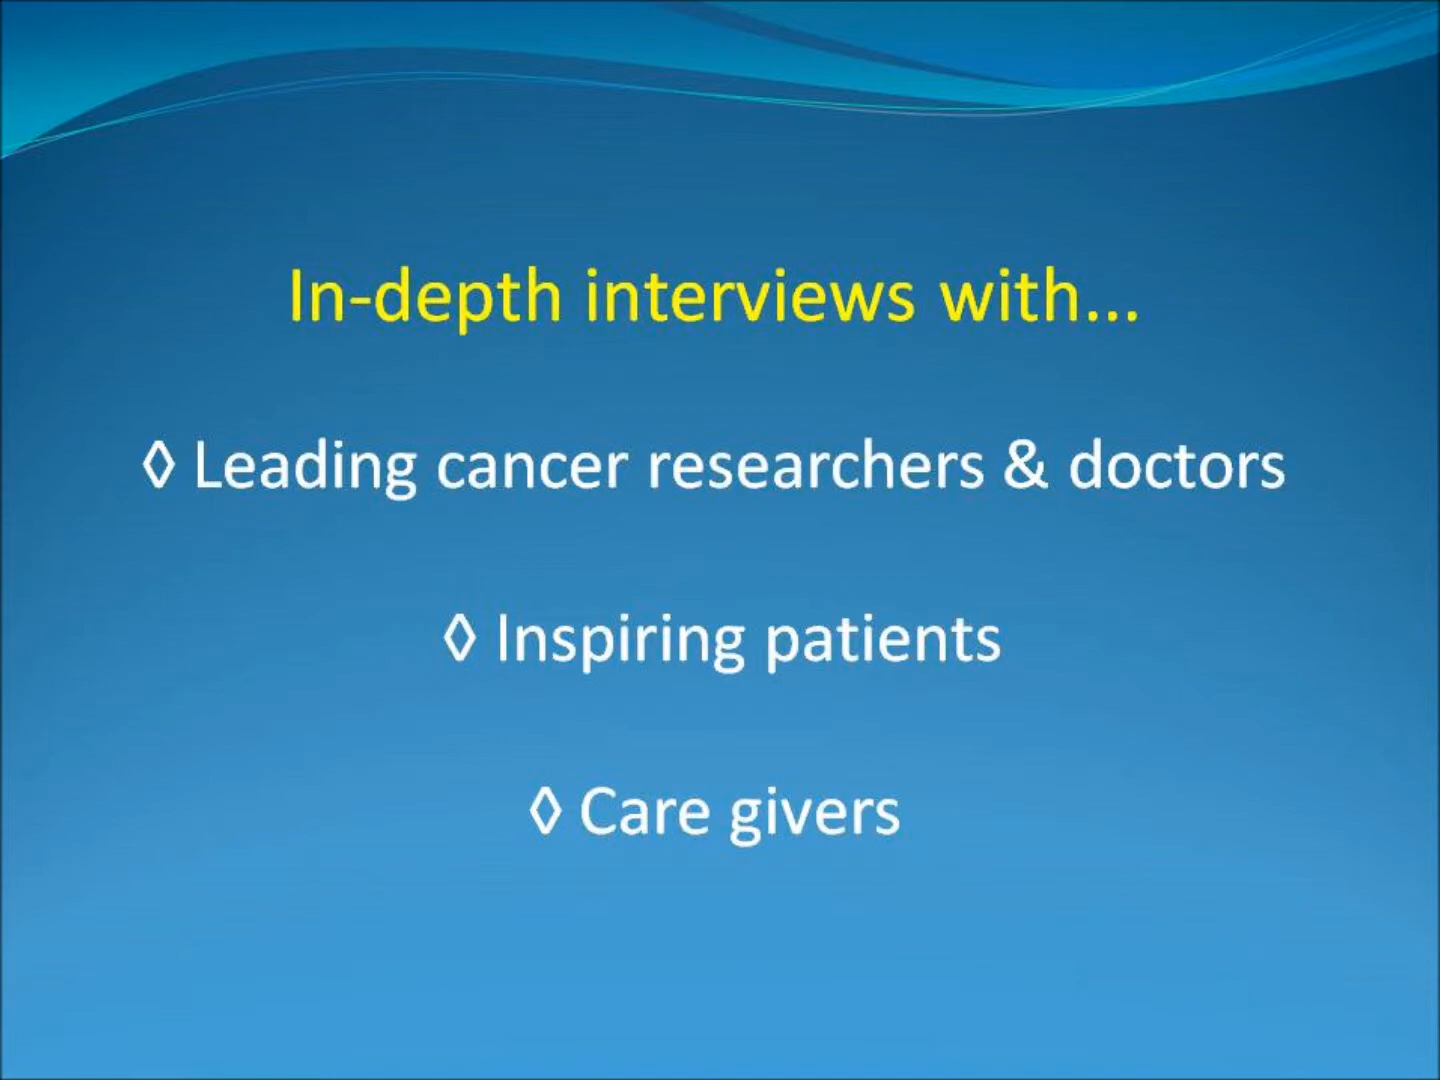 In-depth interviews with...
◊ Leading cancer researchers & doctors
◊ Inspiring patients
◊ Care givers